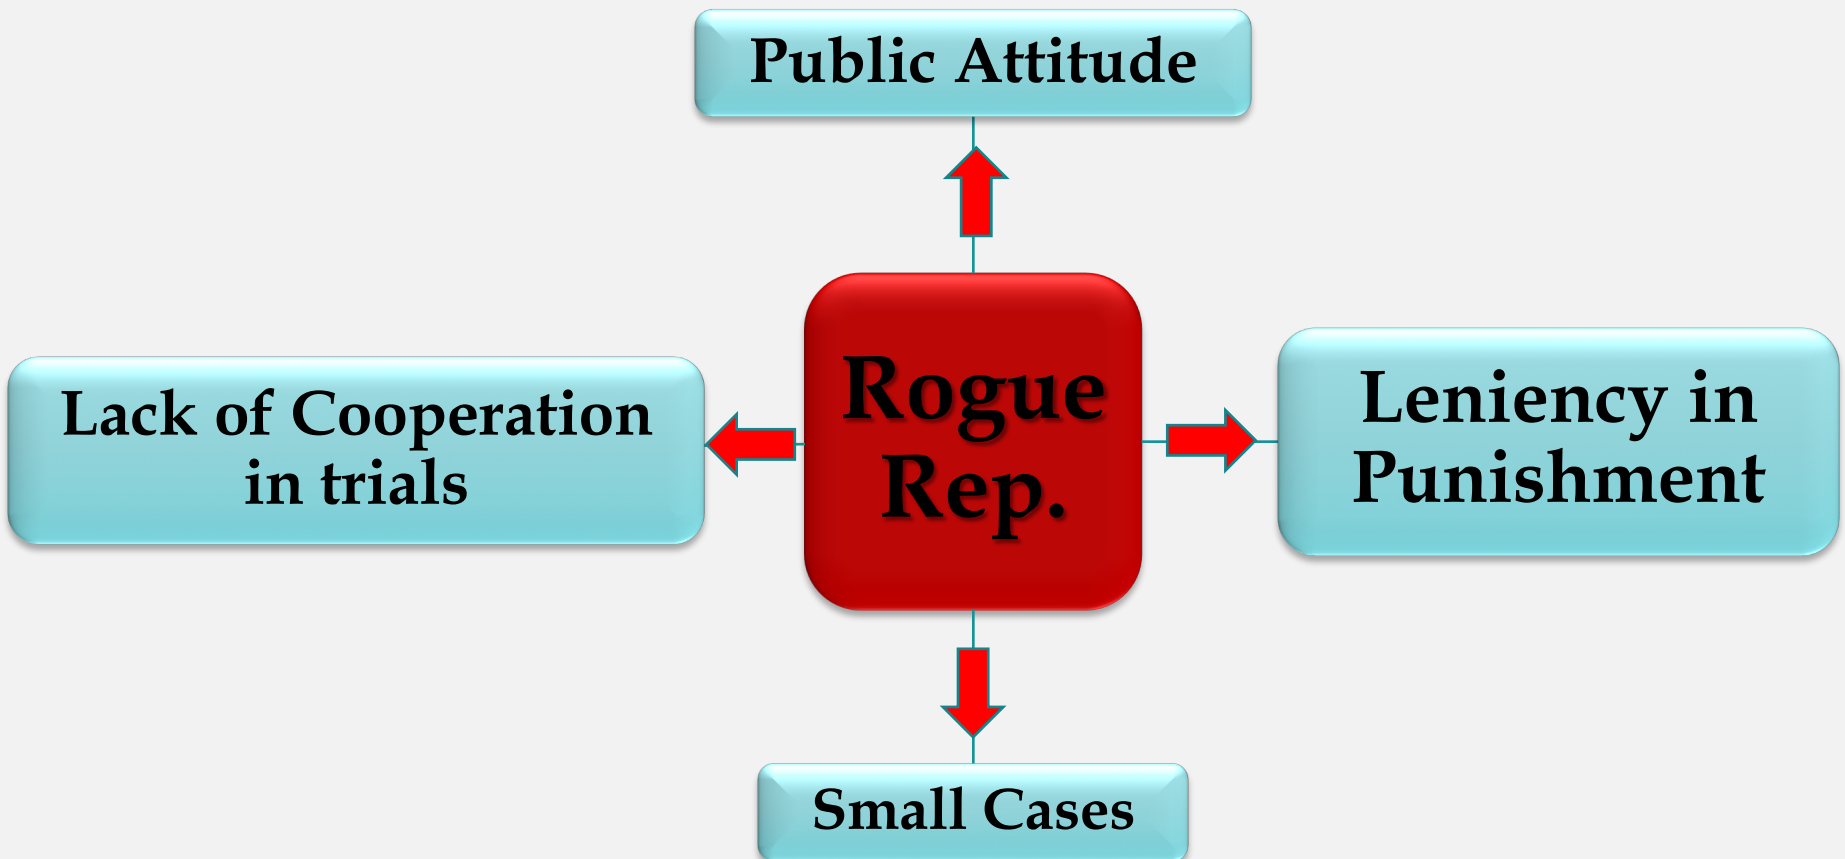 Public Attitude
Lack of Cooperation
in trials
Rogue
Rep.
Leniency in
Punishment
Small Cases